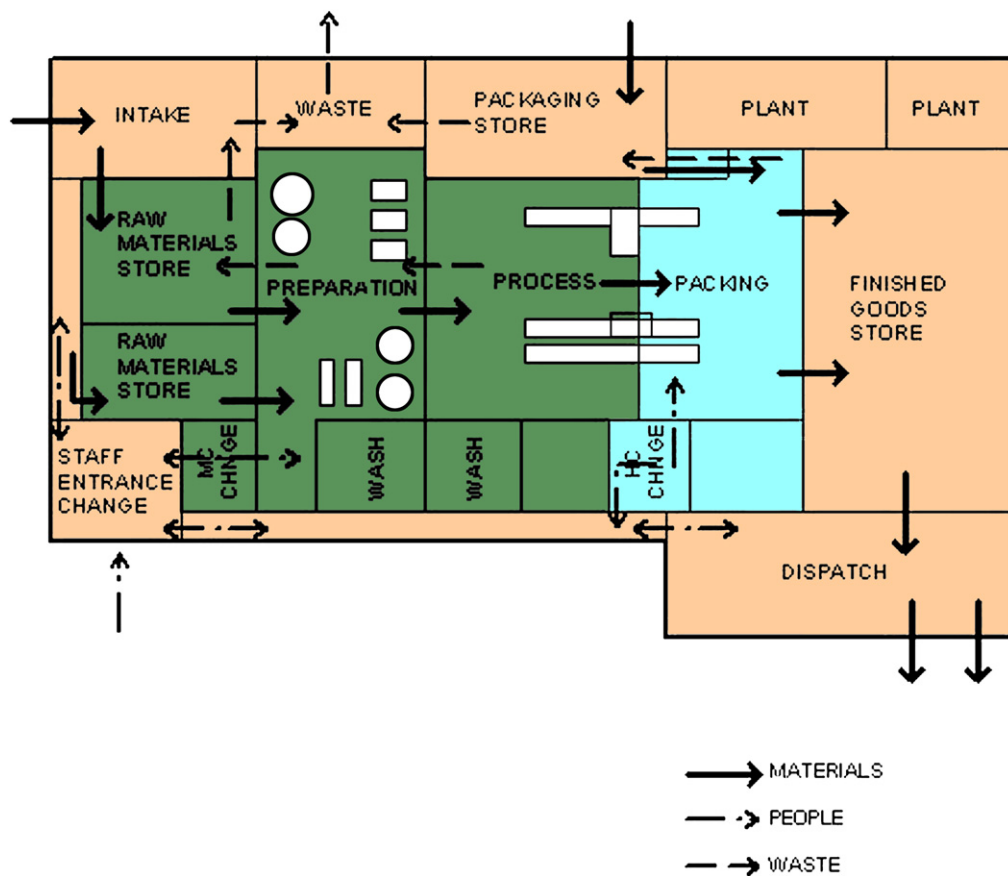 INTAKE
WASTE
PACKAGING
STORE
PLANT
PLANT
RAW
MATERIALS
STORE
PREPARATION
PROCESS
PACKING
FINISHED
GOODS
STORE
RAW
MATERIALS
STORE
STAFF
ENTRANCE
CHANGE
MC
CHNGE
WASH
WASH
HC
CHNGE
DISPATCH
MATERIALS
PEOPLE
WASTE